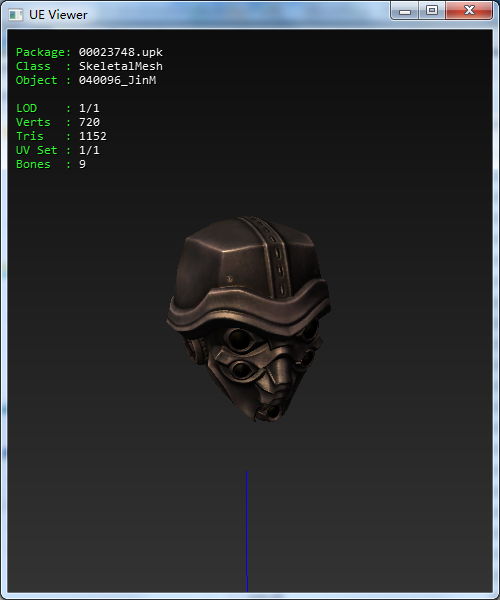 UE Viewer
Package: 00023748.upk
Class : SkeletalMesh
Object : 040096_JinM
LOD : 1/1
Verts : 720
Tris : 1152
UV Set : 1/1
Bones : 9